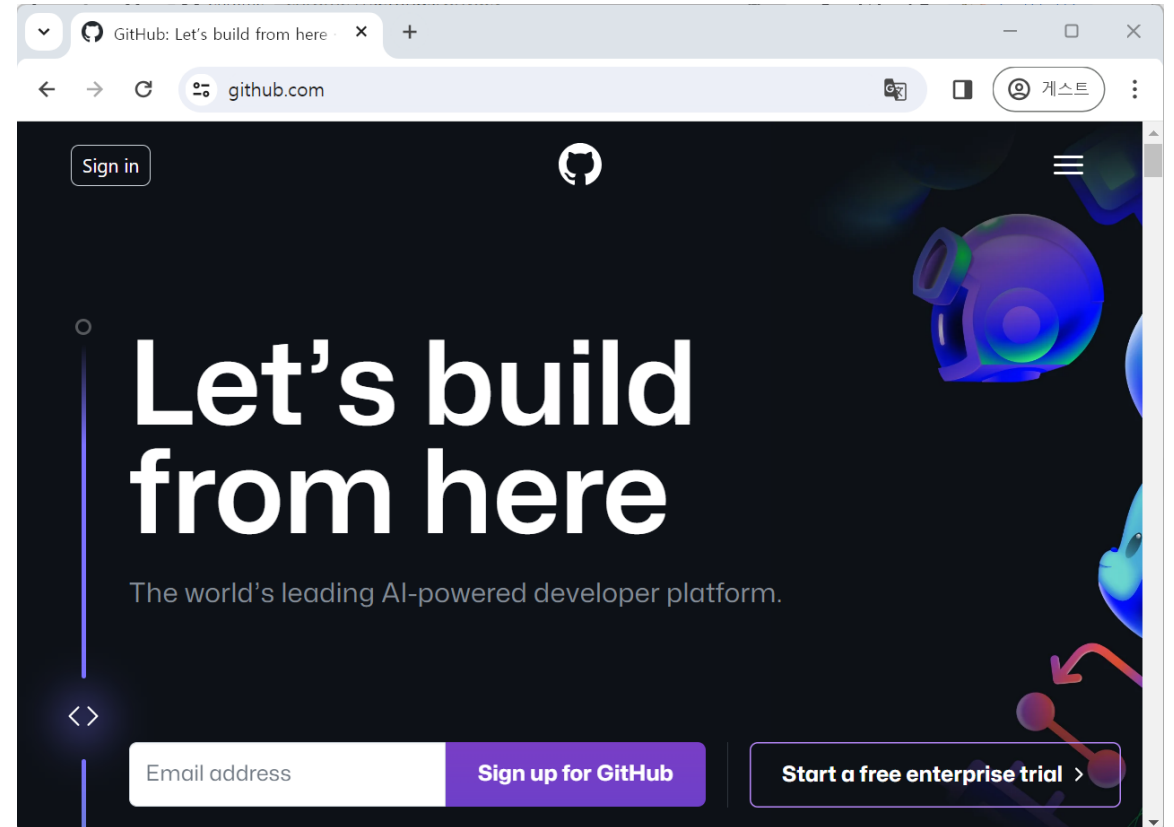 GitHub: Let's build from here
github.com
게스트
Sign in
Let’s build
from here
The world’s leading AI-powered developer platform.
Email address
Sign up for GitHub
Start a free enterprise trial